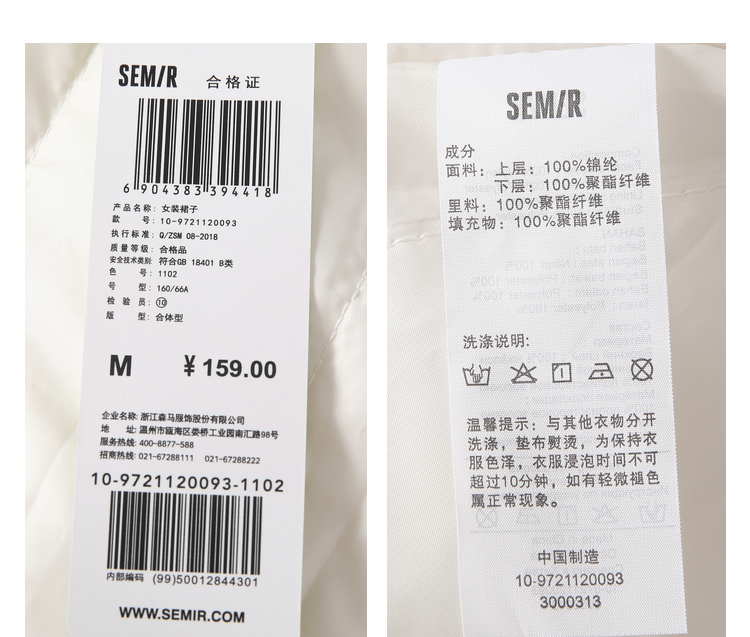 SEMIR 合格证
6 904383 394418
产品名称: 女装裙子
款 号: 10-9721120093
执行标准: Q/ZSM 08-2018
质量等级: 合格品
安全技术类别: 符合GB 18401 B类
色 号: 1102
号 型: 160/66A
检 验 员: ⑩
版 型: 合体型
M ¥159.00
企业名称: 浙江森马服饰股份有限公司
地 址: 温州市瓯海区娄桥工业园南汇路98号
服务热线: 400-8877-588
招商热线: 021-67288111 021-67288222
10-9721120093-1102
内部编码 (99)50012844301
WWW.SEMIR.COM
SEMIR
成分
面料: 上层: 100%锦纶
下层: 100%聚酯纤维
里料: 100%聚酯纤维
填充物: 100%聚酯纤维
洗涤说明:
温馨提示: 与其他衣物分开
洗涤, 垫布熨烫, 为保持衣
服色泽, 衣服浸泡时间不可
超过10分钟, 如有轻微褪色
属正常现象。
中国制造
10-9721120093
3000313